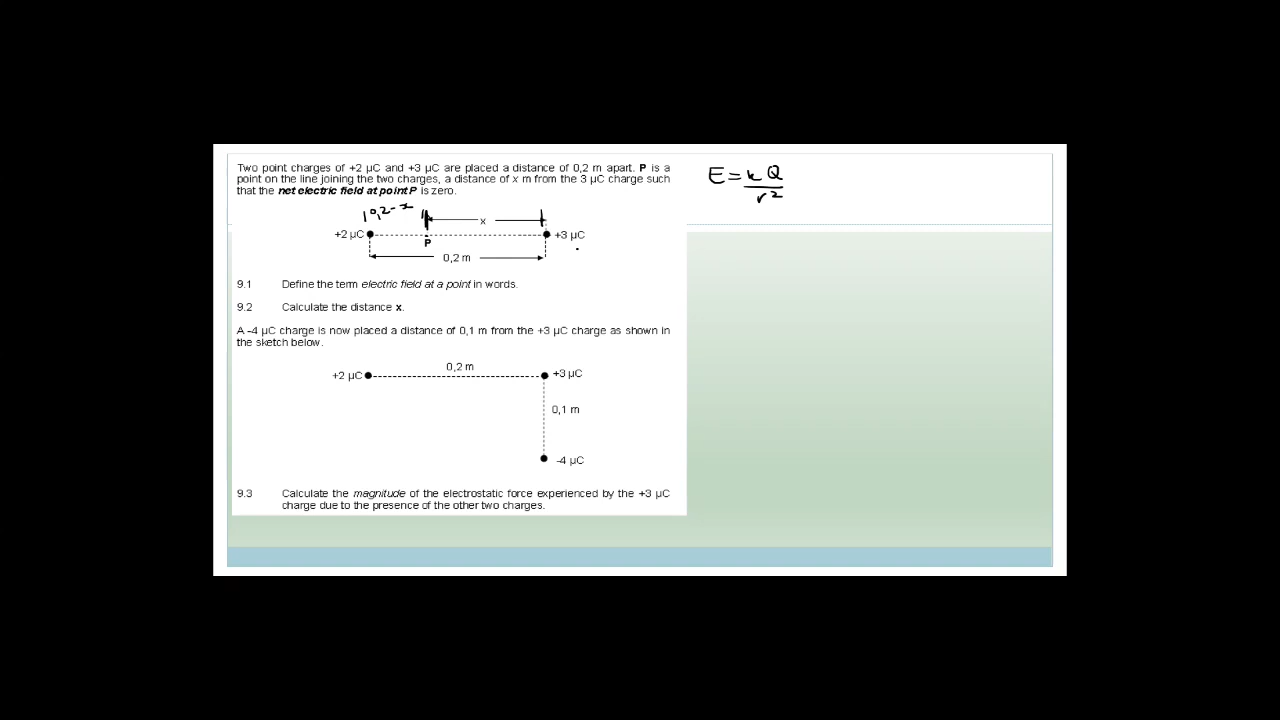 Two point charges of +2 µC and +3 µC are placed a distance of 0,2 m apart. P is a
point on the line joining the two charges, a distance of x m from the 3 µC charge such
that the net electric field at point P is zero.
E = kQ
r²
0,2-x
x
+2 µC
P
+3 µC
0,2 m
9.1 Define the term electric field at a point in words.
9.2 Calculate the distance x.
A -4 µC charge is now placed a distance of 0,1 m from the +3 µC charge as shown in
the sketch below.
0,2 m
+2 µC
+3 µC
0,1 m
-4 µC
9.3 Calculate the magnitude of the electrostatic force experienced by the +3 µC
charge due to the presence of the other two charges.